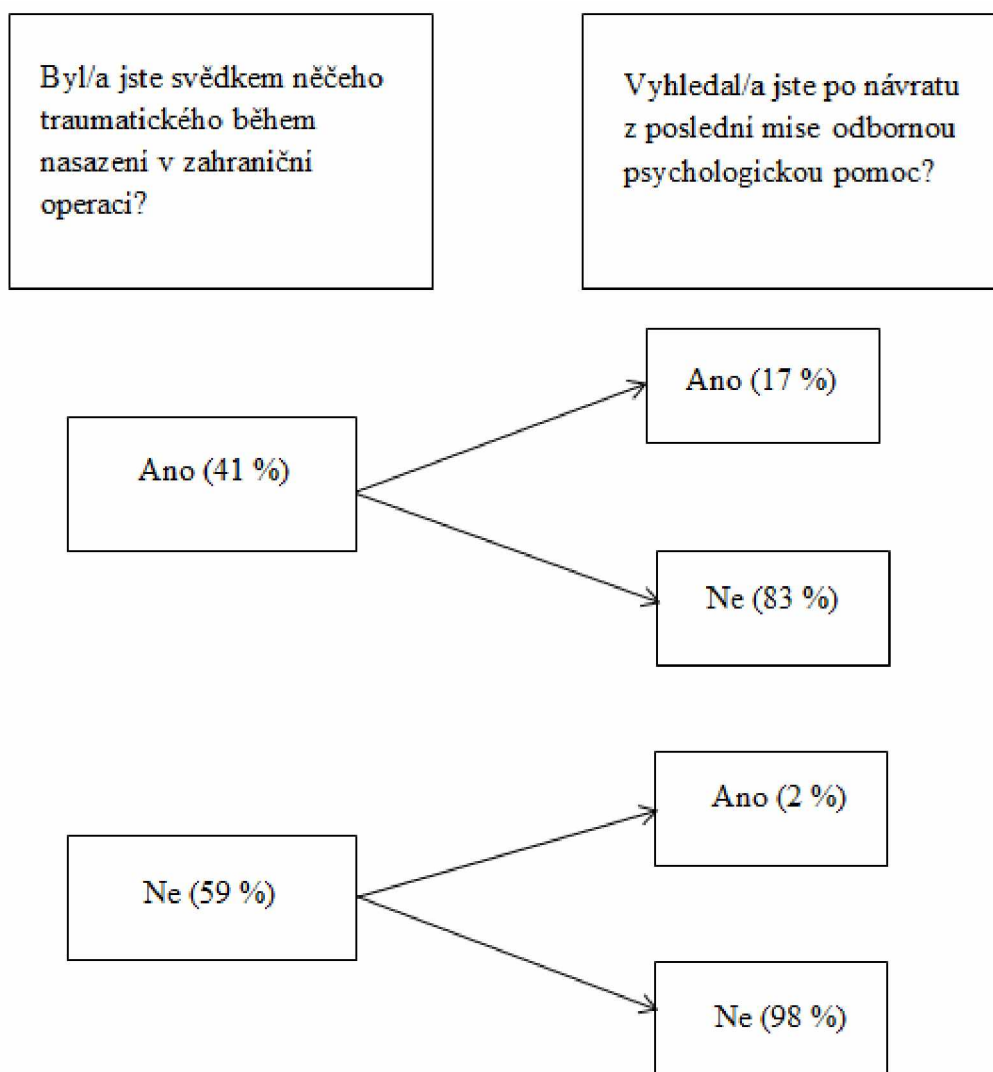 Byl/a jste svědkem něčeho
traumatického během
nasazení v zahraniční
operaci?
Vyhledal/a jste po návratu
z poslední mise odbornou
psychologickou pomoc?
Ano (41 %)
Ano (17 %)
Ne (83 %)
Ne (59 %)
Ano (2 %)
Ne (98 %)